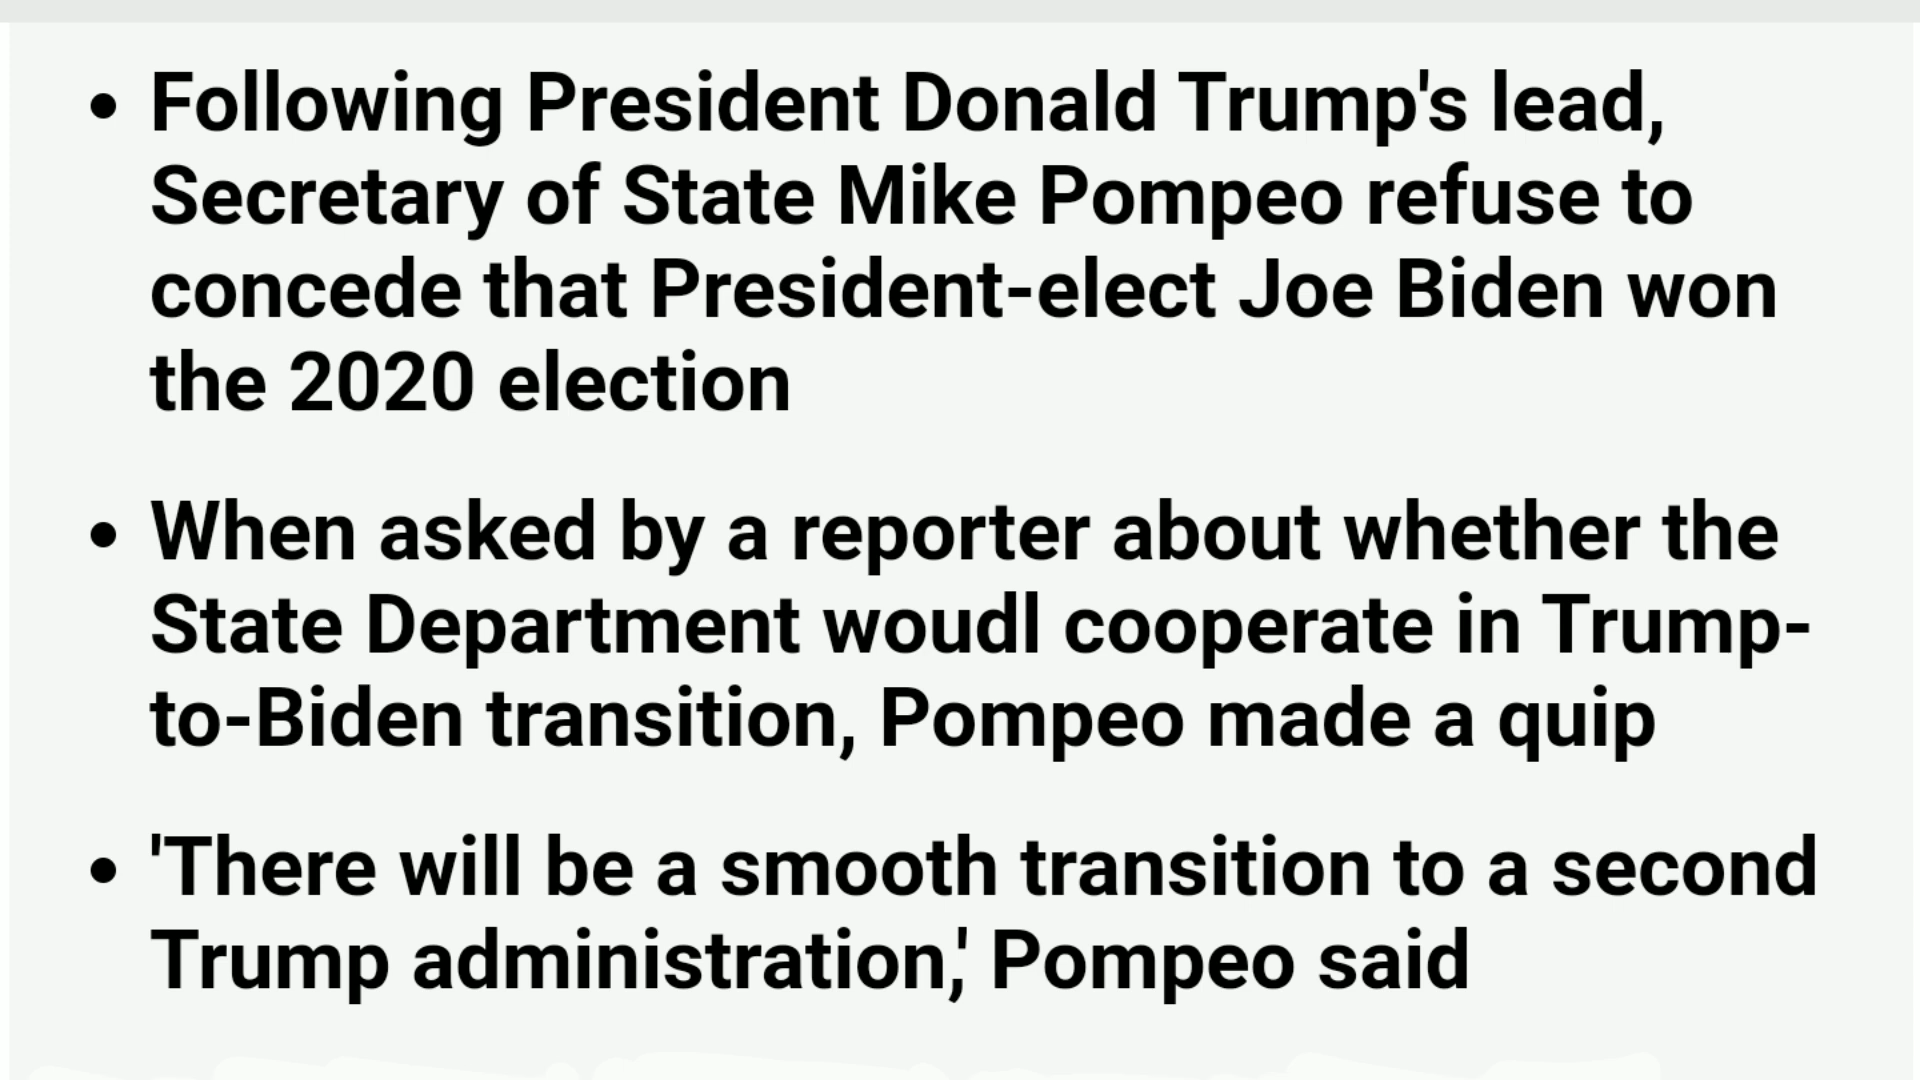 • Following President Donald Trump's lead,
Secretary of State Mike Pompeo refuse to
concede that President-elect Joe Biden won
the 2020 election
• When asked by a reporter about whether the
State Department woudl cooperate in Trump-
to-Biden transition, Pompeo made a quip
• 'There will be a smooth transition to a second
Trump administration,' Pompeo said